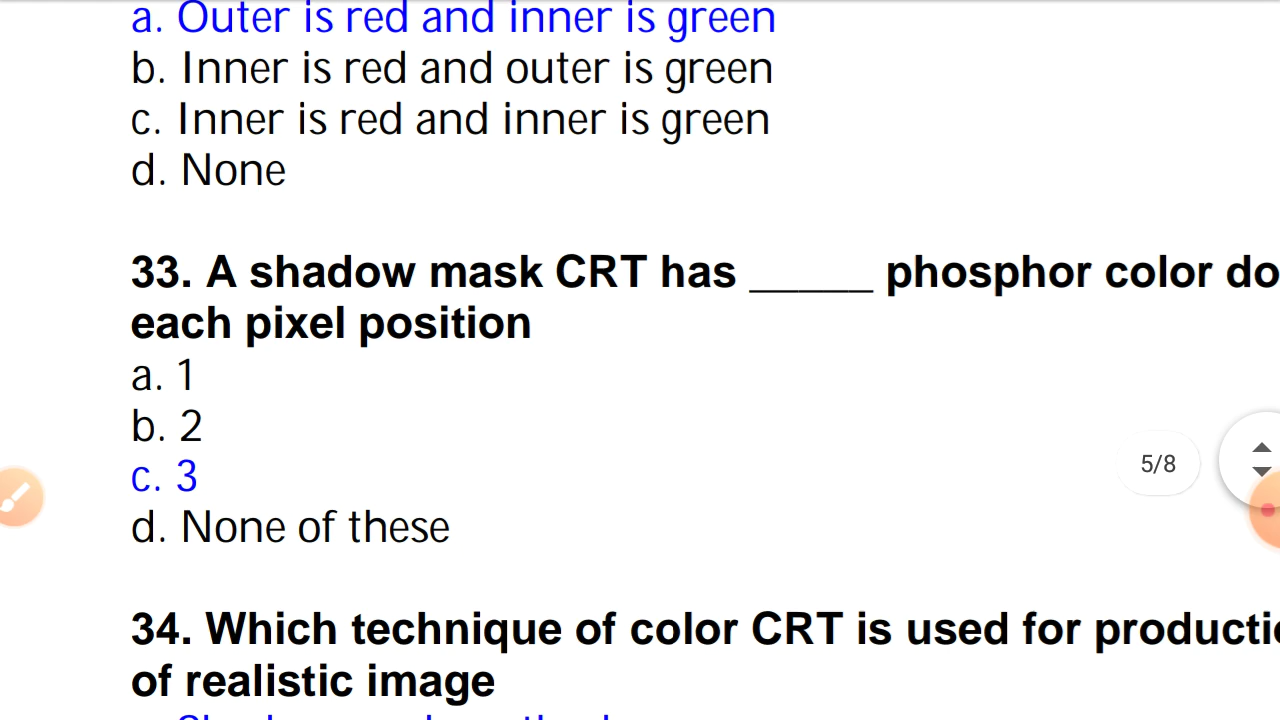 a. Outer is red and inner is green
b. Inner is red and outer is green
c. Inner is red and inner is green
d. None
33. A shadow mask CRT has _____ phosphor color
each pixel position
a. 1
b. 2
c. 3
d. None of these
5/8
34. Which technique of color CRT is used for
of realistic image